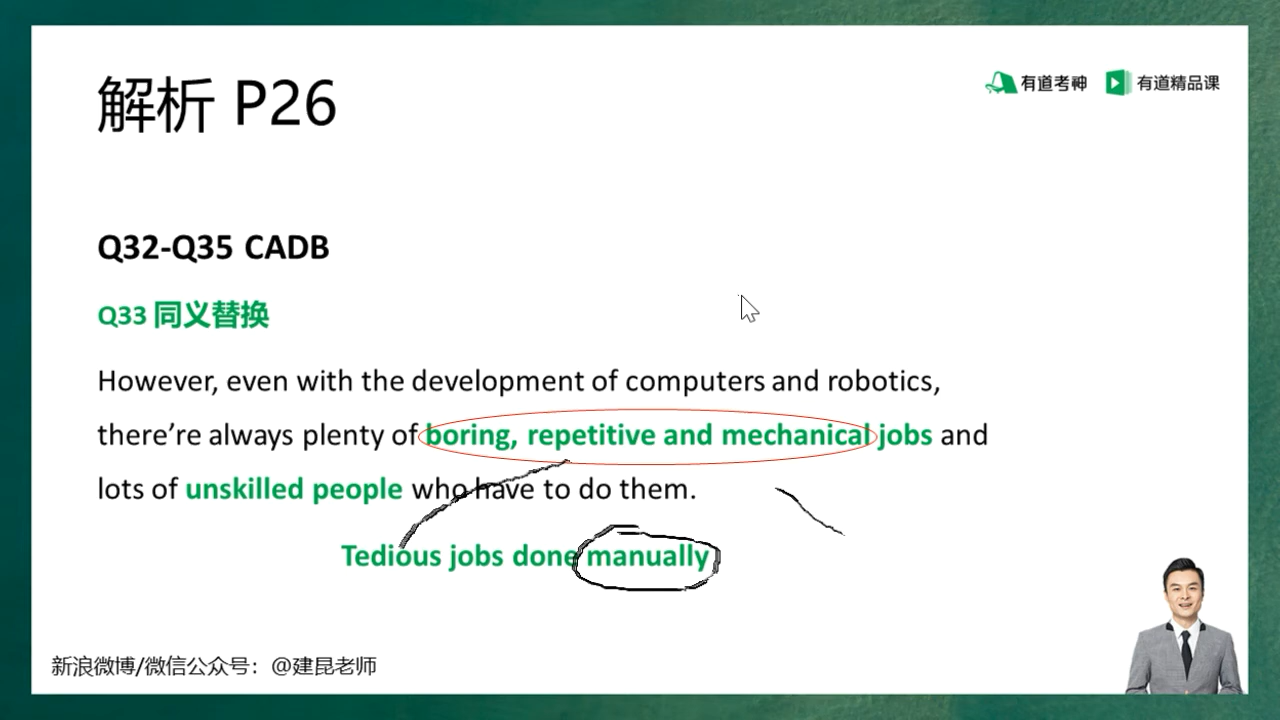 解析 P26
有道考神 有道精品课
Q32-Q35 CADB
Q33 同义替换
However, even with the development of computers and robotics,
there’re always plenty of boring, repetitive and mechanical jobs and
lots of unskilled people who have to do them.
Tedious jobs done manually
新浪微博/微信公众号：@建昆老师